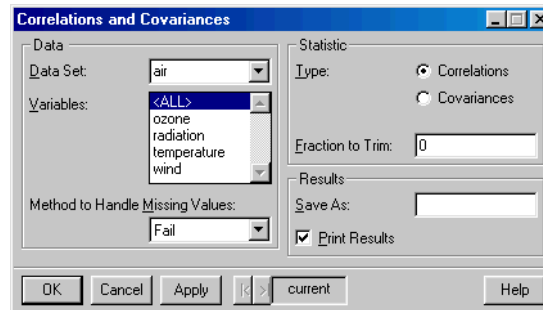 Correlations and Covariances
Data
Data Set:
air
Variables:
<ALL>
ozone
radiation
temperature
wind
Method to Handle Missing Values:
Fail
Statistic
Type:
Correlations
Covariances
Fraction to Trim:
0
Results
Save As:
Print Results
OK
Cancel
Apply
current
Help